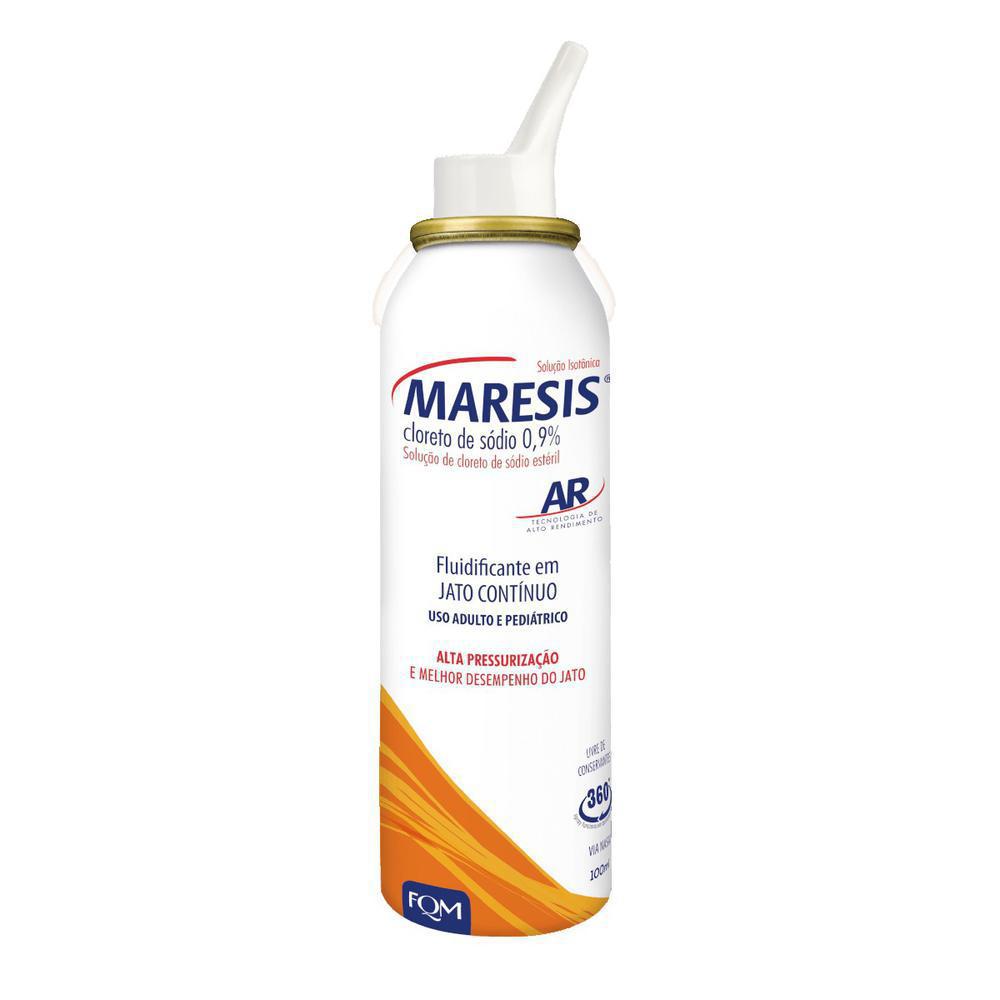 Solução Isotônica
MARESIS®
cloreto de sódio 0,9%
Solução de cloreto de sódio estéril
AR
TECNOLOGIA DE
ALTO RENDIMENTO
Fluidificante em
JATO CONTÍNUO
USO ADULTO E PEDIÁTRICO
ALTA PRESSURIZAÇÃO
E MELHOR DESEMPENHO DO JATO
LIVRE DE
CONSERVANTES
360°
VIA NASAL
100ml
FQM